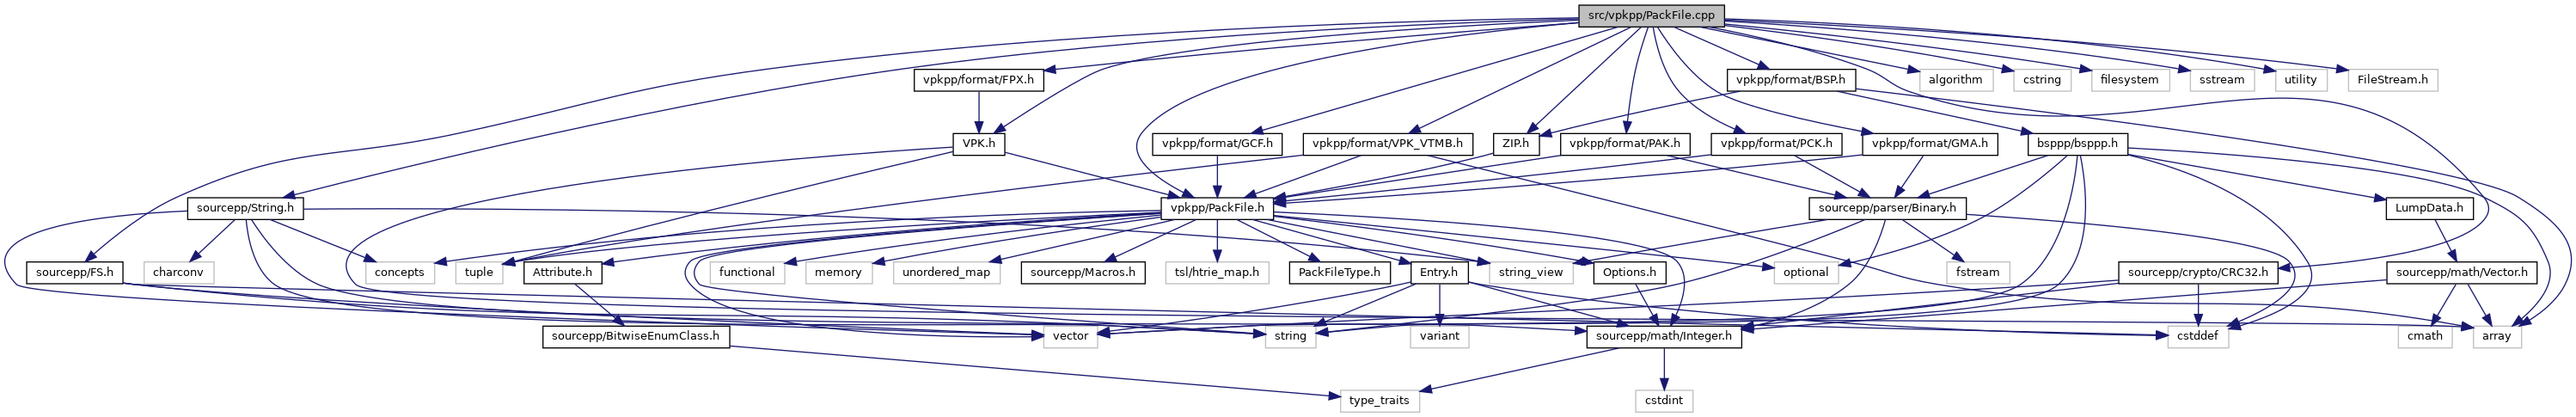 src/vpkpp/PackFile.cpp
vpkpp/format/FPX.h
vpkpp/format/BSP.h
algorithm
cstring
filesystem
sstream
utility
FileStream.h
VPK.h
vpkpp/format/GCF.h
vpkpp/format/VPK_VTMB.h
ZIP.h
vpkpp/format/PAK.h
vpkpp/format/PCK.h
vpkpp/format/GMA.h
bsppp/bsppp.h
sourcepp/String.h
vpkpp/PackFile.h
sourcepp/parser/Binary.h
LumpData.h
sourcepp/FS.h
charconv
concepts
tuple
Attribute.h
functional
memory
unordered_map
sourcepp/Macros.h
tsl/htrie_map.h
PackFileType.h
Entry.h
string_view
Options.h
optional
fstream
sourcepp/crypto/CRC32.h
sourcepp/math/Vector.h
sourcepp/BitwiseEnumClass.h
vector
string
variant
sourcepp/math/Integer.h
cstddef
cmath
array
type_traits
cstdint